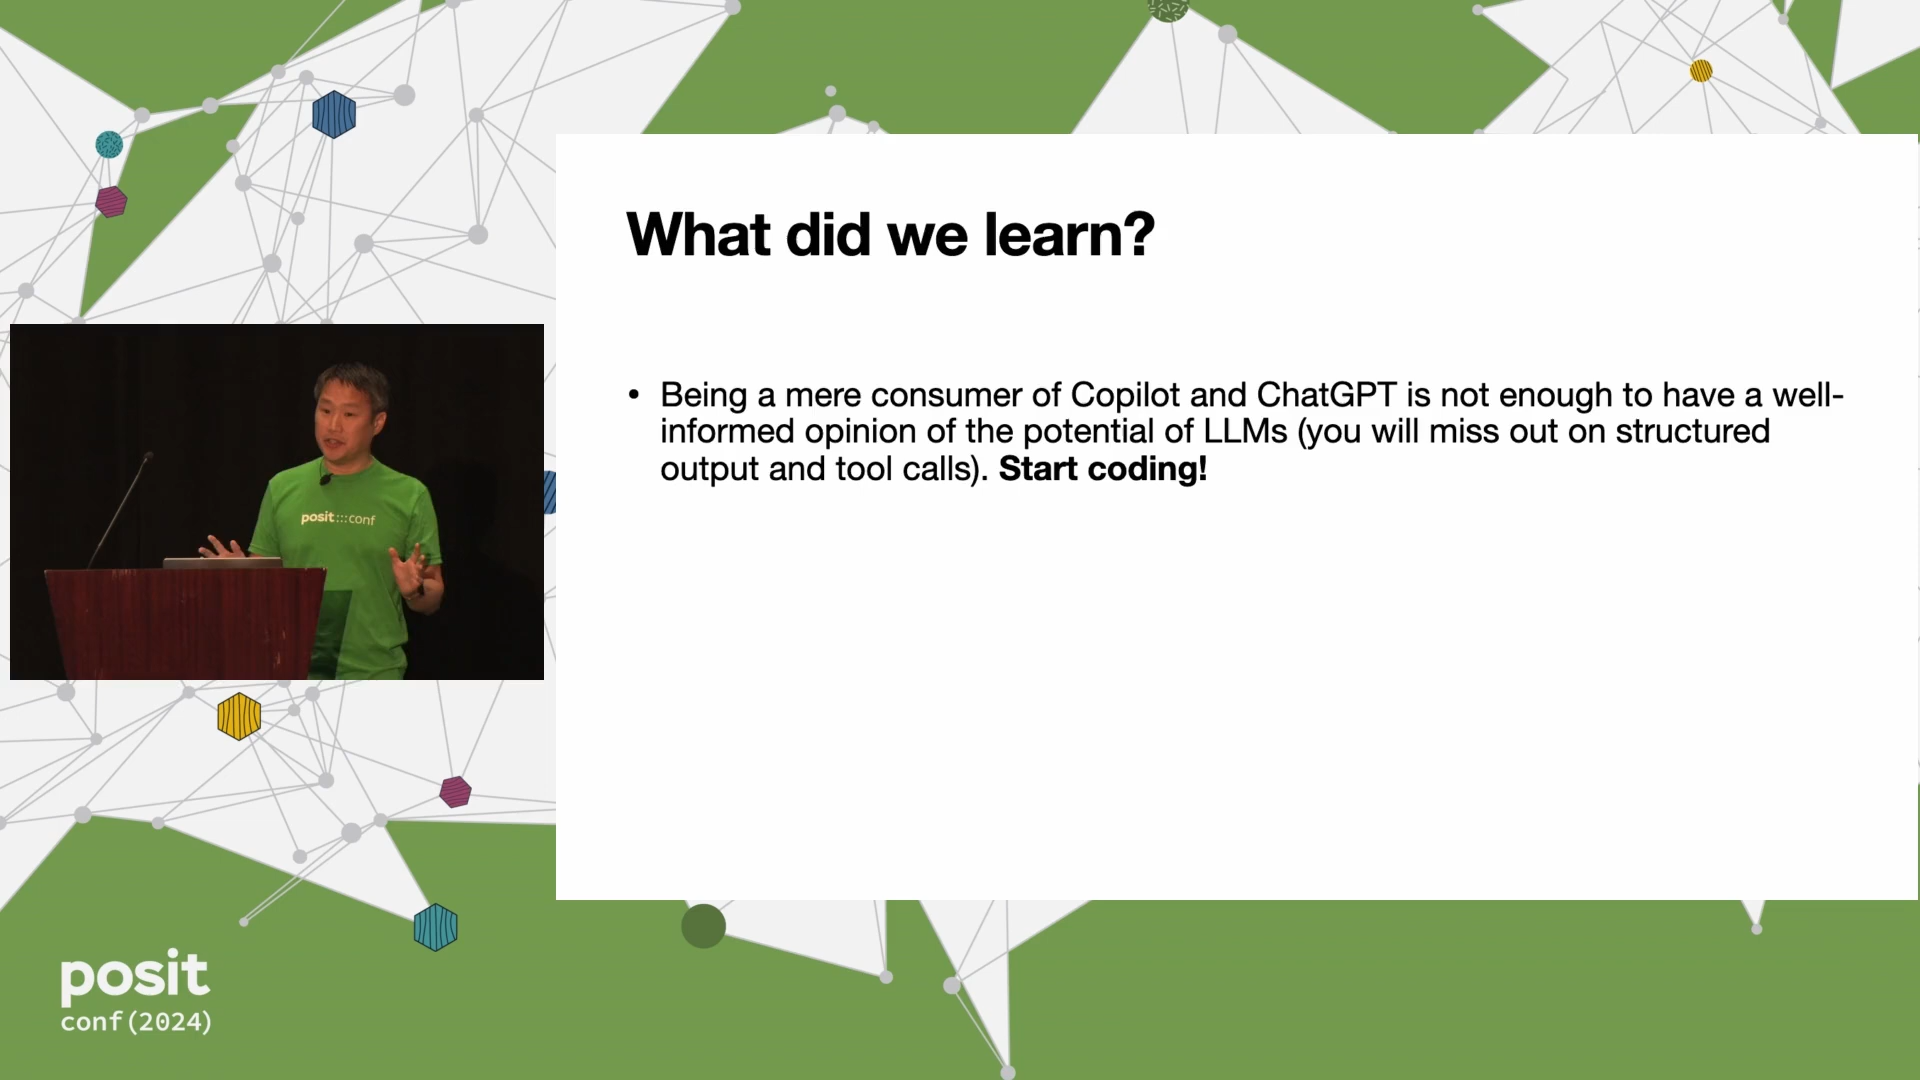 What did we learn?
• Being a mere consumer of Copilot and ChatGPT is not enough to have a well-
informed opinion of the potential of LLMs (you will miss out on structured
output and tool calls). Start coding!
posit:::conf
posit
conf(2024)